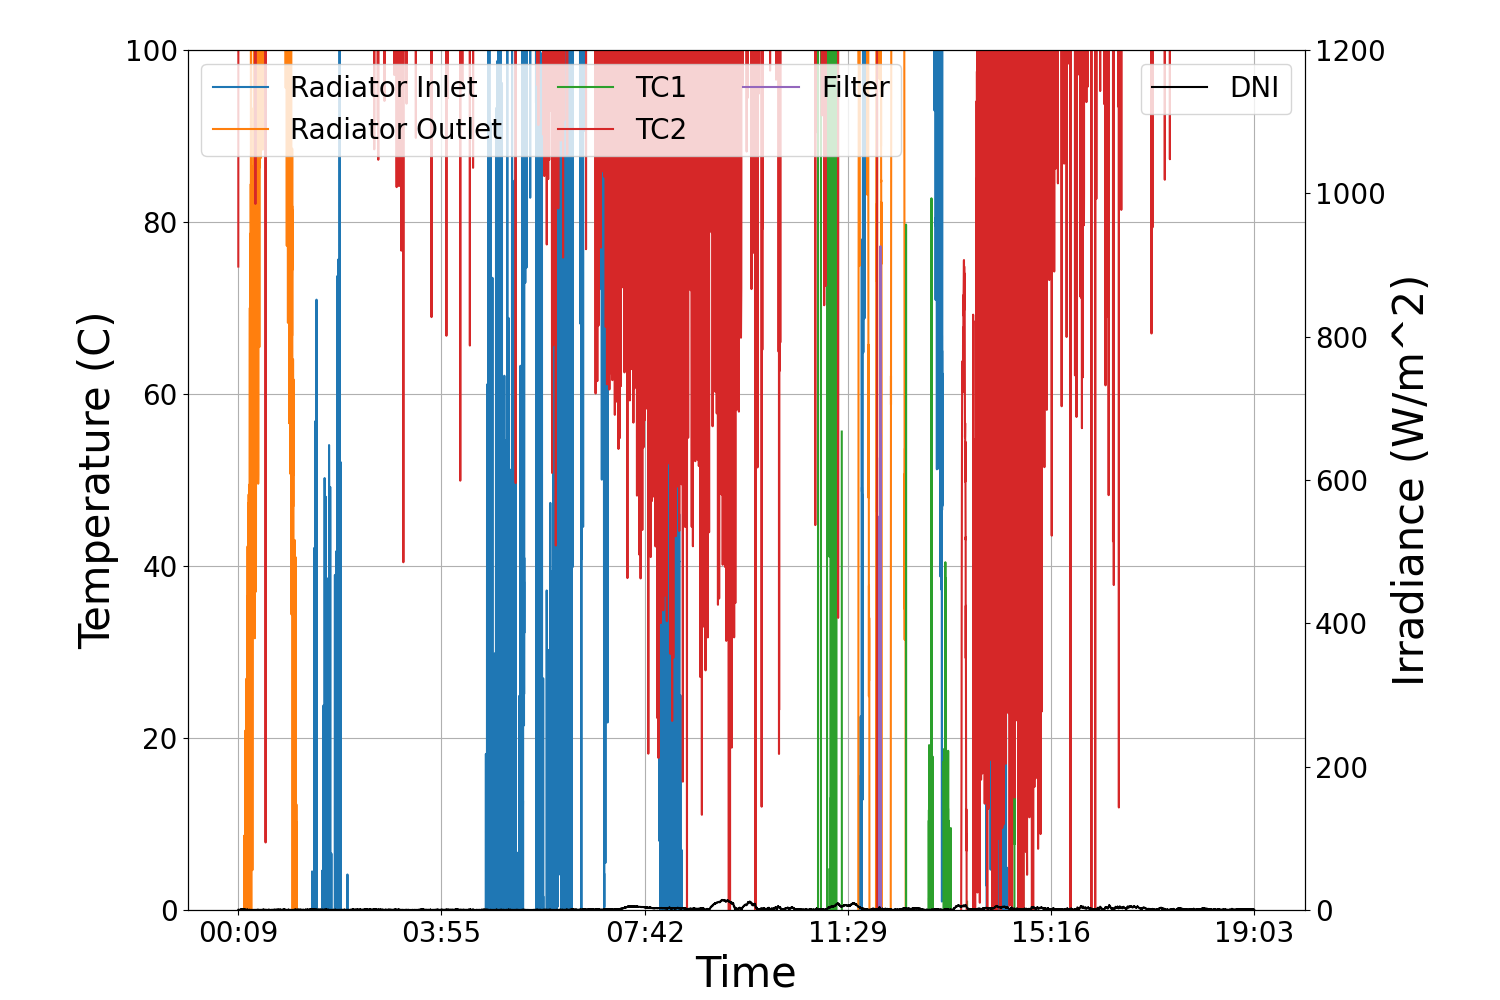 100
80
60
40
20
0
Temperature (C)
Radiator Inlet
Radiator Outlet
TC1
TC2
Filter
DNI
1200
1000
800
600
400
200
0
Irradiance (W/m^2)
00:09
03:55
07:42
11:29
15:16
19:03
Time